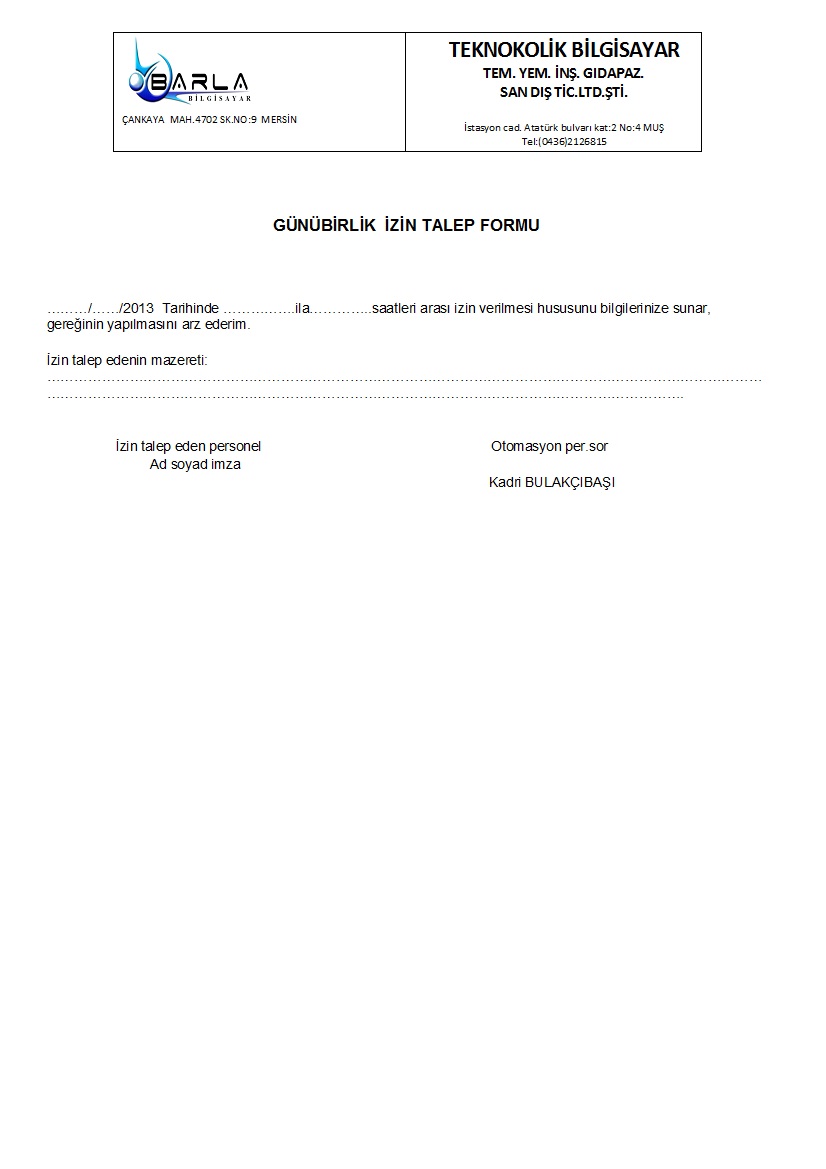 BARLA
BİLGİSAYAR
ÇANKAYA MAH.4702 SK.NO:9 MERSİN
TEKNOKOLİK BİLGİSAYAR
TEM. YEM. İNŞ. GIDAPAZ.
SAN DIŞ TİC.LTD.ŞTİ.
İstasyon cad. Atatürk bulvarı kat:2 No:4 MUŞ
Tel:(0436)2126815
GÜNÜBİRLİK İZİN TALEP FORMU
………/……/2013 Tarihinde …………….ila…………..saatleri arası izin verilmesi hususunu bilgilerinize sunar,
gereğinin yapılmasını arz ederim.
İzin talep edenin mazereti:
……………………………………………………………………………………………………………………………………………
…………………………………………………………………………………………………………………………….
İzin talep eden personel
Ad soyad imza
Otomasyon per.sor
Kadri BULAKÇIBAŞI